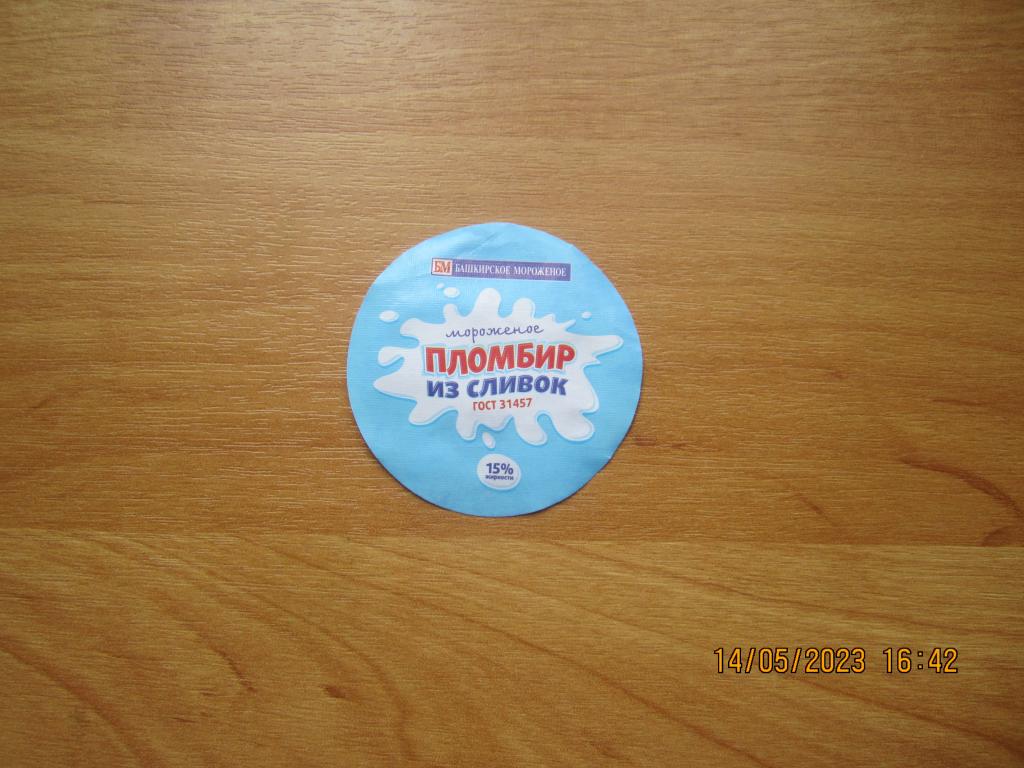 БМ БАШКИРСКОЕ МОРОЖЕНОЕ
мороженое
ПЛОМБИР
ИЗ СЛИВОК
ГОСТ 31457
15%
жирности
14/05/2023 16:42